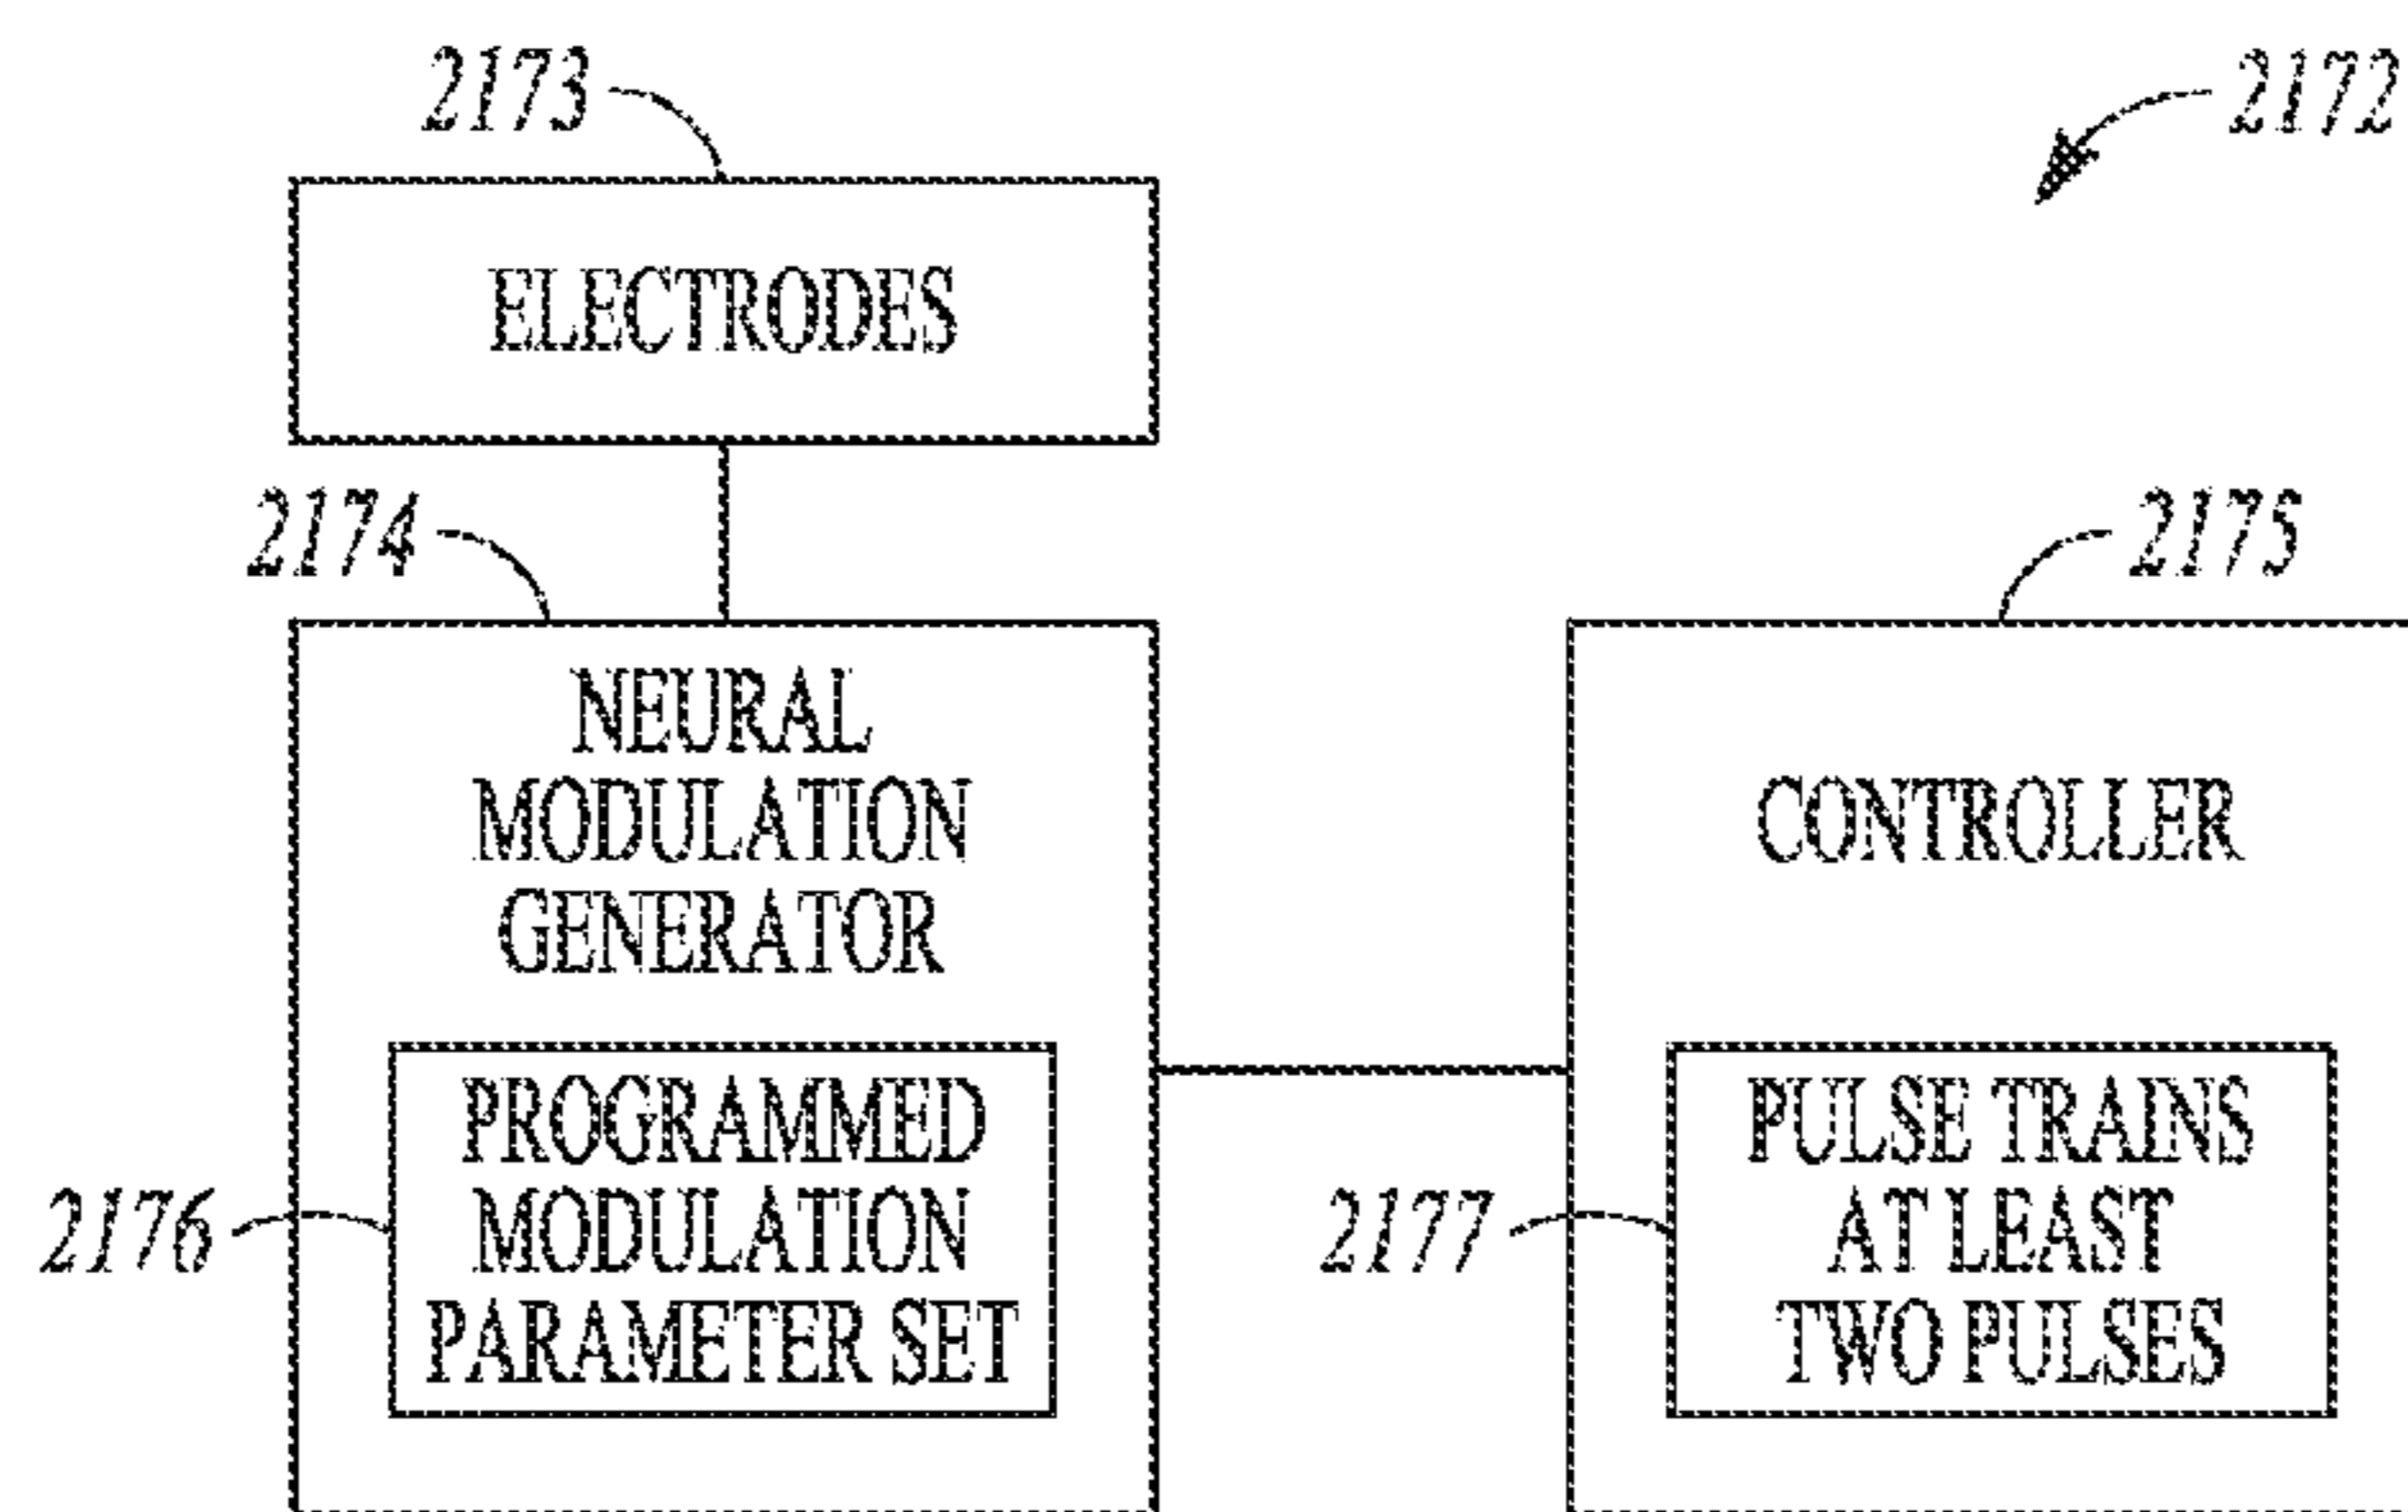 2173
2172
ELECTRODES
2174
2175
NEURAL
MODULATION
GENERATOR
CONTROLLER
2176
PROGRAMMED
MODULATION
PARAMETER SET
2177
PULSE TRAINS
AT LEAST
TWO PULSES